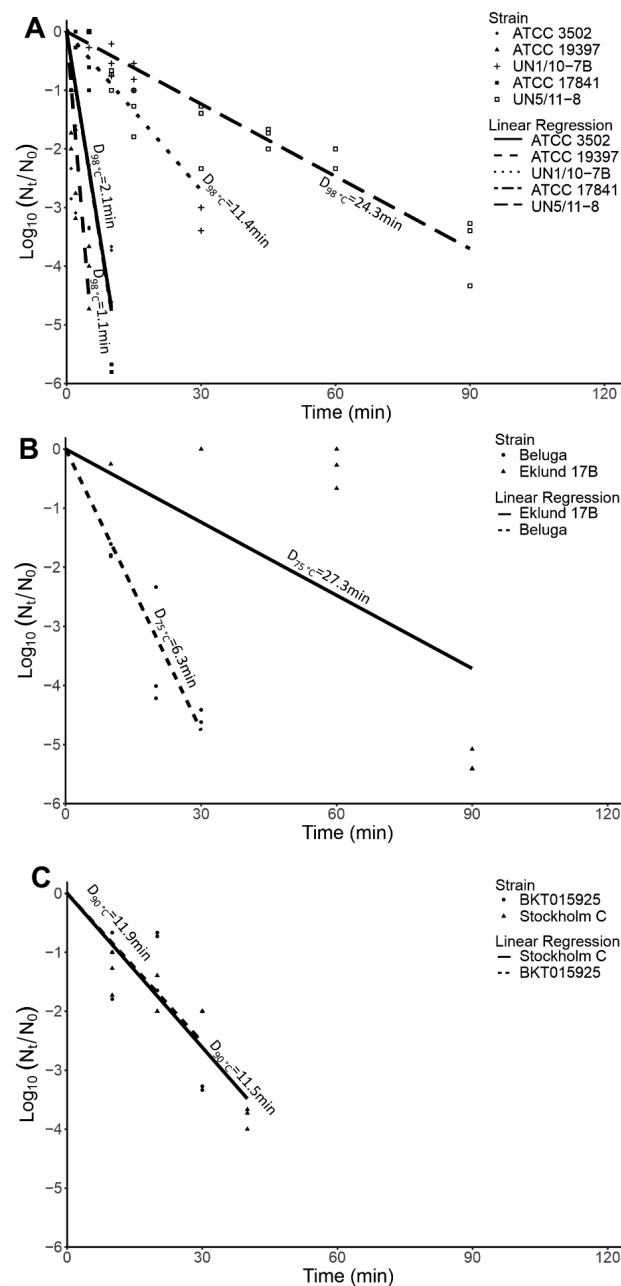 A
Log10 (Nt/N0)
0
−1
−2
−3
−4
−5
−6
0
30
60
90
120
Time (min)
D98°C=2.1min
D98°C=1.1min
D98°C=11.4min
D98°C=24.3min
Strain
ATCC 3502
ATCC 19397
UN1/10−7B
ATCC 17841
UN5/11−8
Linear Regression
ATCC 3502
ATCC 19397
UN1/10−7B
ATCC 17841
UN5/11−8
B
Log10 (Nt/N0)
0
−1
−2
−3
−4
−5
−6
0
30
60
90
120
Time (min)
D75°C=27.3min
D75°C=6.3min
Strain
Beluga
Eklund 17B
Linear Regression
Eklund 17B
Beluga
C
Log10 (Nt/N0)
0
−1
−2
−3
−4
−5
−6
0
30
60
90
120
Time (min)
D90°C=11.9min
D90°C=11.5min
Strain
BKT015925
Stockholm C
Linear Regression
Stockholm C
BKT015925